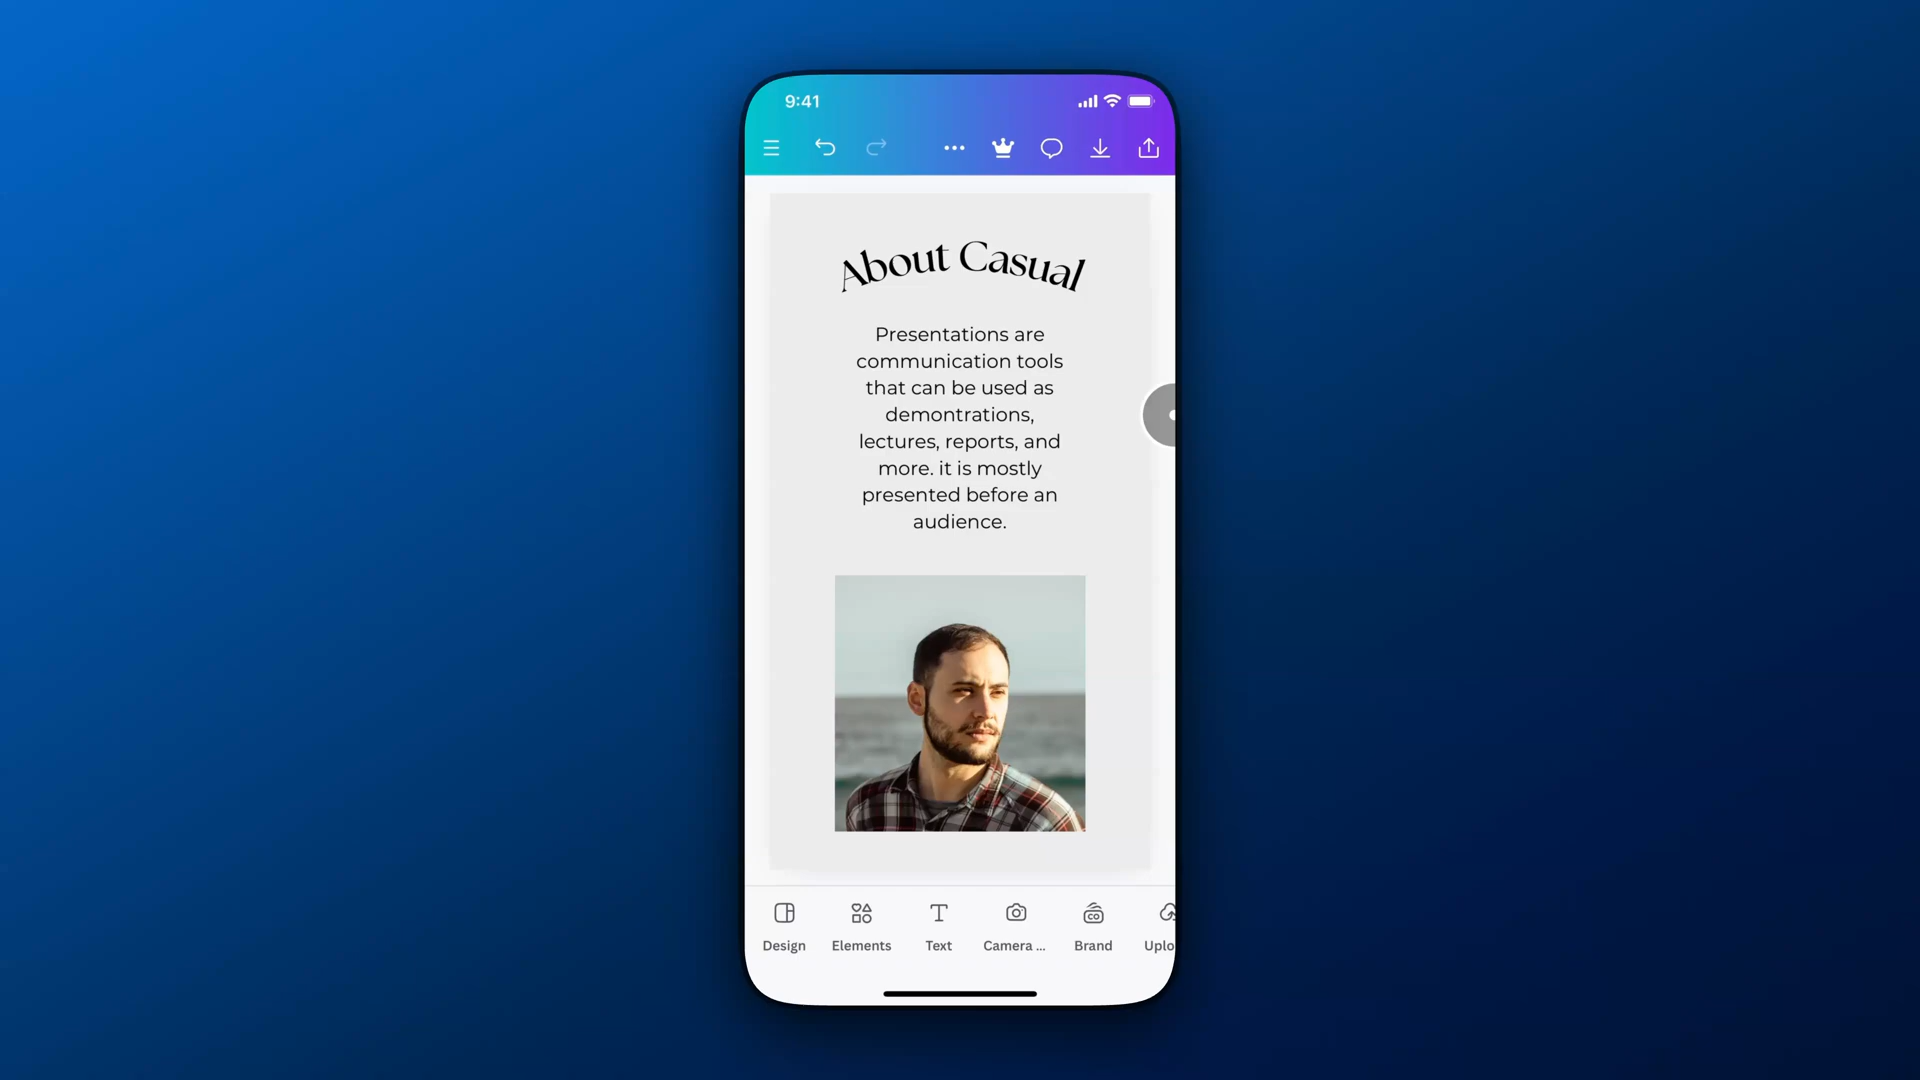 9:41
About Casual
Presentations are
communication tools
that can be used as
demontrations,
lectures, reports, and
more. it is mostly
presented before an
audience.
Design Elements Text Camera ... Brand Uplo
CO